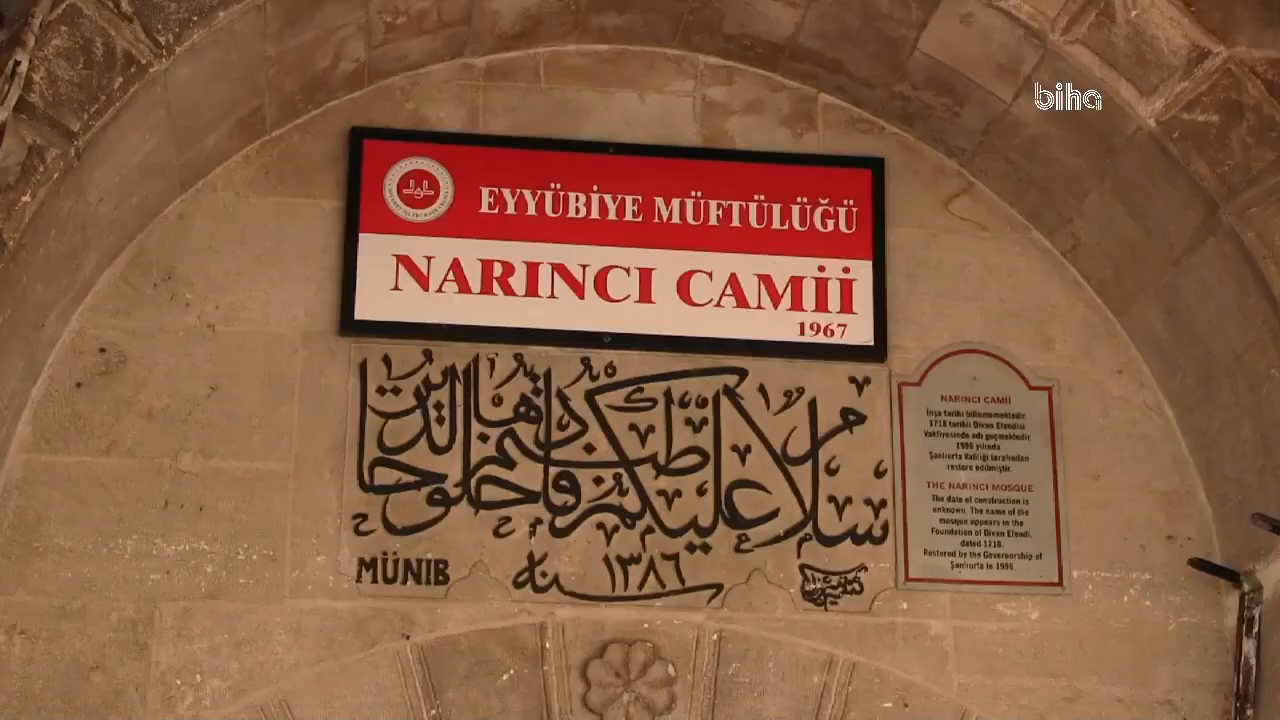 biha
EYYÜBİYE MÜFTÜLÜĞÜ
NARINCI CAMİİ
1967
سلام عليكم طبتم فادخلوها خالدين
MÜNIB
سنه ١٣٨٦
NARINCI CAMİİ
İnşa tarihi bilinmemektedir.
1718 tarihli Divan Efendisi
Vakfiyesinde adı geçmektedir.
1996 yılında
Şanlıurfa Valiliği tarafından
restore edilmiştir.
THE NARINCI MOSQUE
The date of construction is
unknown. The name of the
mosque appears in the
Foundation of Divan Efendi,
dated 1718.
Restored by the Governorship of
Şanlıurfa in 1996